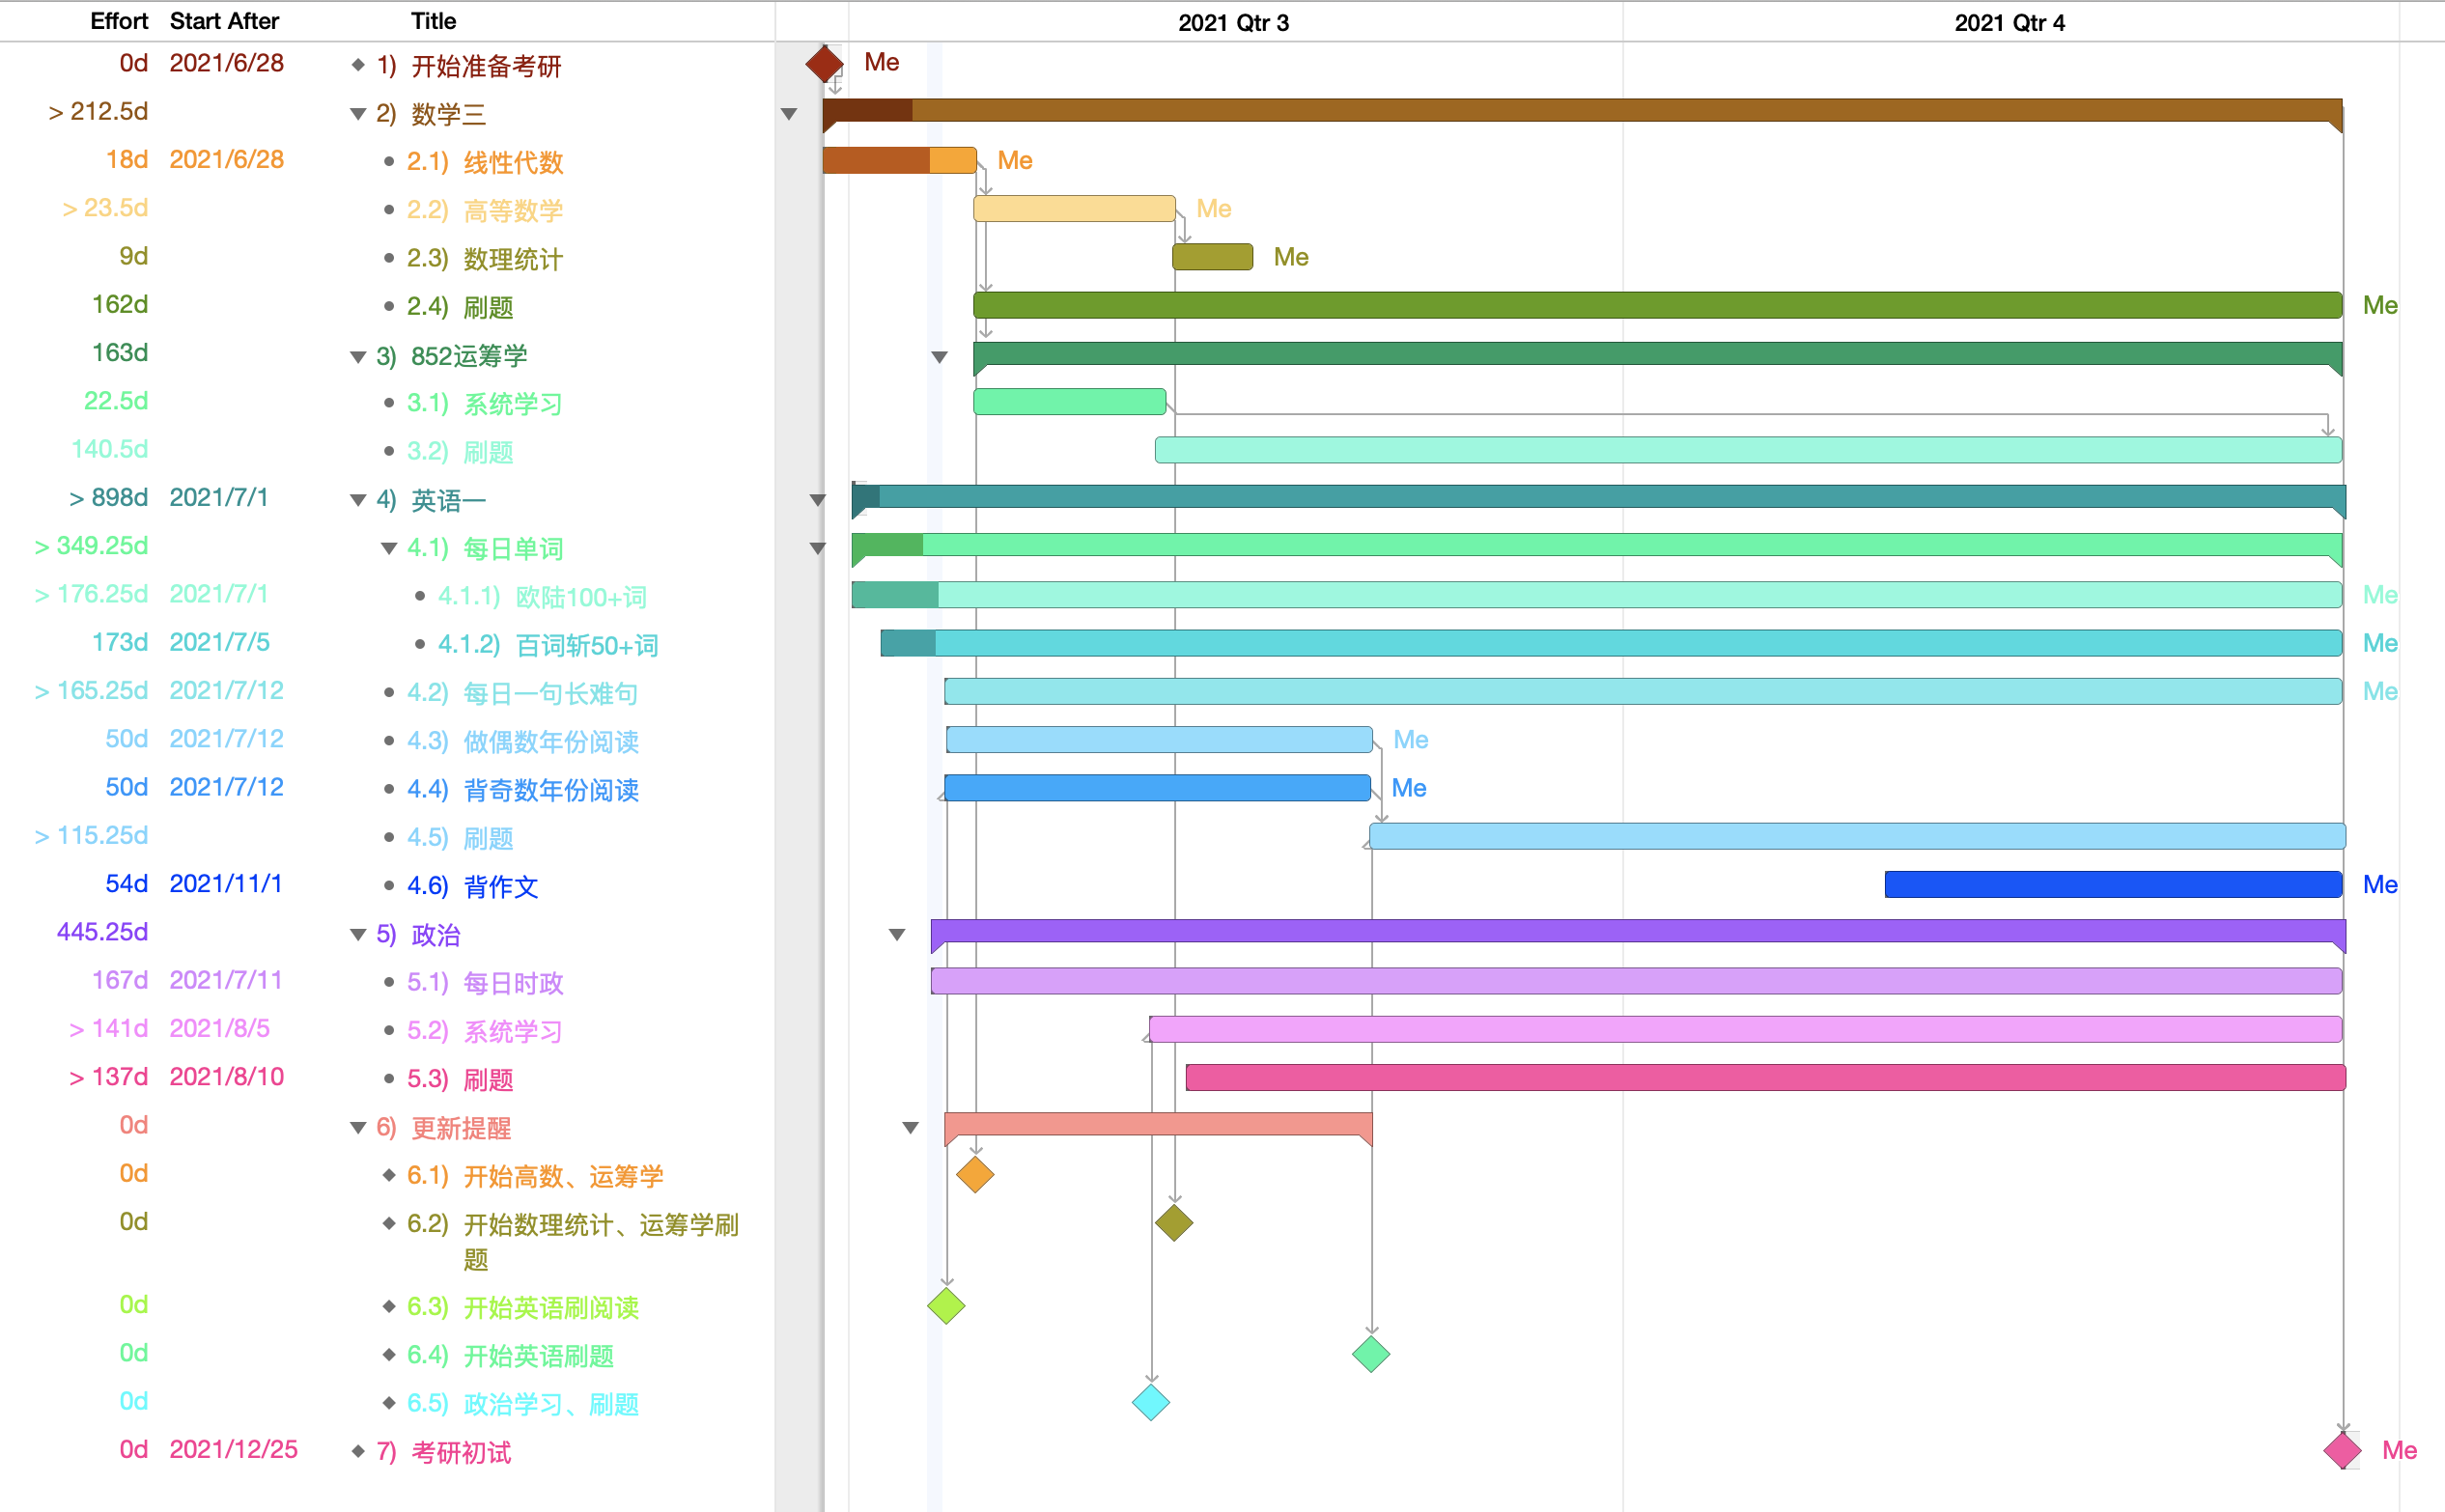 Effort Start After Title 2021 Qtr 3 2021 Qtr 4
0d 2021/6/28 1) 开始准备考研 Me
> 212.5d 2) 数学三
18d 2021/6/28 2.1) 线性代数 Me
> 23.5d 2.2) 高等数学 Me
9d 2.3) 数理统计 Me
162d 2.4) 刷题 Me
163d 3) 852运筹学
22.5d 3.1) 系统学习
140.5d 3.2) 刷题
> 898d 2021/7/1 4) 英语一
> 349.25d 4.1) 每日单词
> 176.25d 2021/7/1 4.1.1) 欧陆100+词 Me
173d 2021/7/5 4.1.2) 百词斩50+词 Me
> 165.25d 2021/7/12 4.2) 每日一句长难句 Me
50d 2021/7/12 4.3) 做偶数年份阅读 Me
50d 2021/7/12 4.4) 背奇数年份阅读 Me
> 115.25d 4.5) 刷题
54d 2021/11/1 4.6) 背作文 Me
445.25d 5) 政治
167d 2021/7/11 5.1) 每日时政
> 141d 2021/8/5 5.2) 系统学习
> 137d 2021/8/10 5.3) 刷题
0d 6) 更新提醒
0d 6.1) 开始高数、运筹学
0d 6.2) 开始数理统计、运筹学刷
题
0d 6.3) 开始英语刷阅读
0d 6.4) 开始英语刷题
0d 6.5) 政治学习、刷题
0d 2021/12/25 7) 考研初试 Me